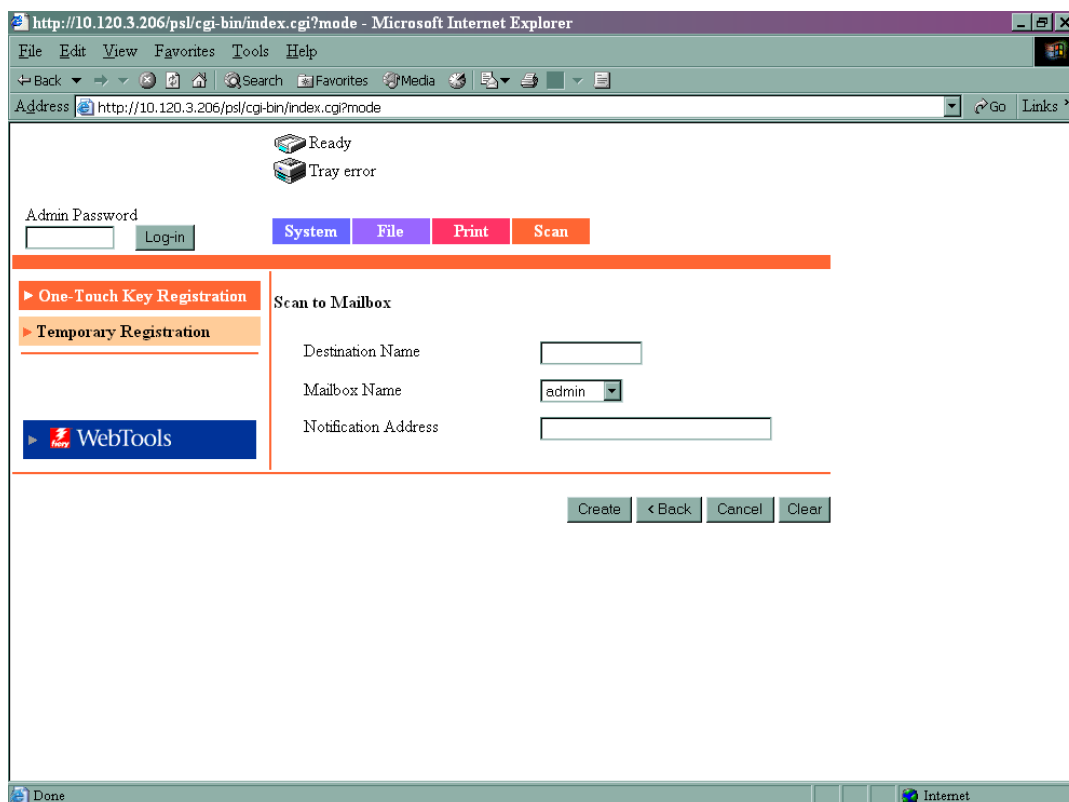 http://10.120.3.206/psl/cgi-bin/index.cgi?mode - Microsoft Internet Explorer
File Edit View Favorites Tools Help
Back Search Favorites Media
Address http://10.120.3.206/psl/cgi-bin/index.cgi?mode Go Links
Ready
Tray error
Admin Password
Log-in
System File Print Scan
One-Touch Key Registration
Temporary Registration
fiery WebTools
Scan to Mailbox
Destination Name
Mailbox Name admin
Notification Address
Create < Back Cancel Clear
Done Internet